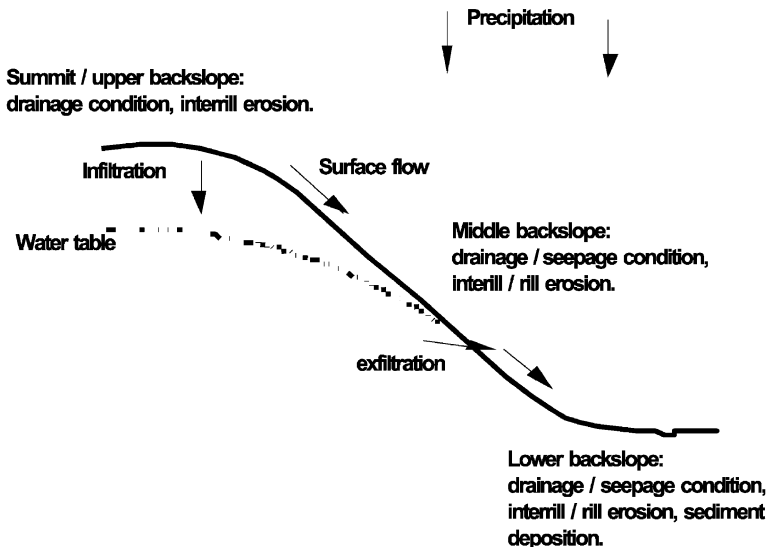 Precipitation
Summit / upper backslope:
drainage condition, interrill erosion.
Infiltration
Surface flow
Water table
Middle backslope:
drainage / seepage condition,
interill / rill erosion.
exfiltration
Lower backslope:
drainage / seepage condition,
interrill / rill erosion, sediment
deposition.